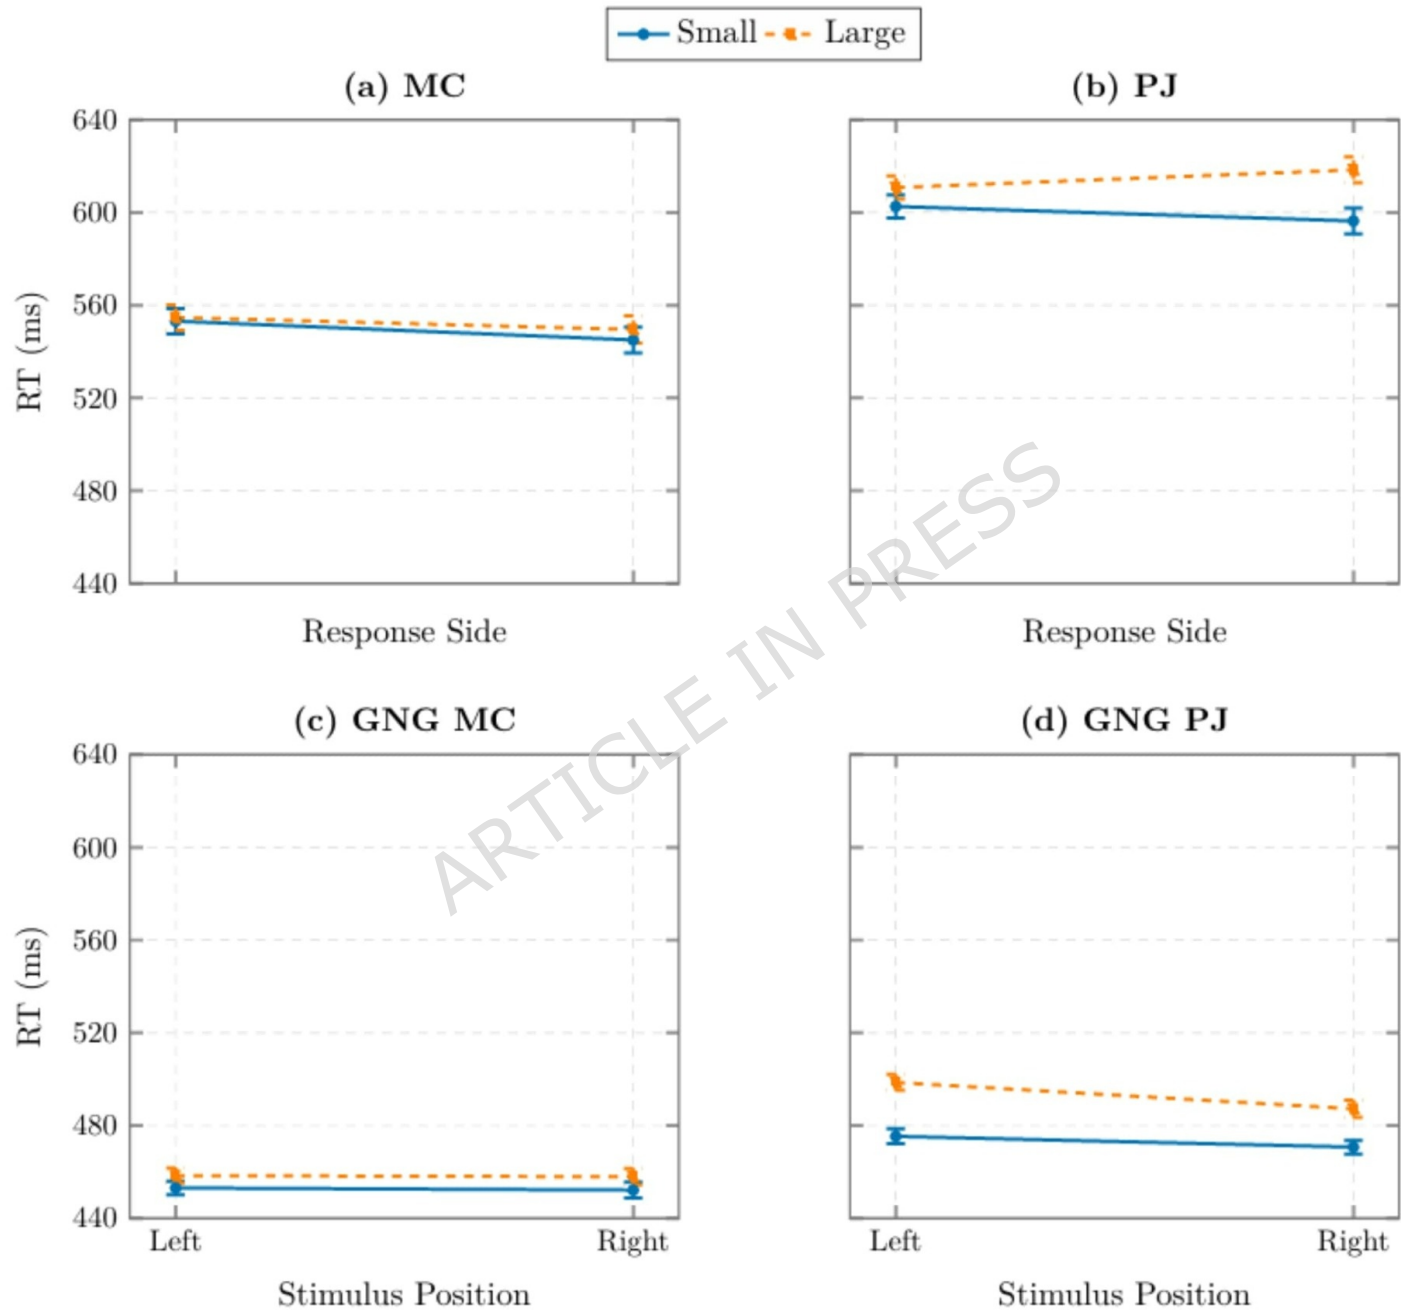 Small Large
(a) MC
(b) PJ
640
600
560
520
480
440
RT (ms)
Response Side
Response Side
ARTICLE IN PRESS
(c) GNG MC
(d) GNG PJ
640
600
560
520
480
440
RT (ms)
Left Right
Left Right
Stimulus Position
Stimulus Position